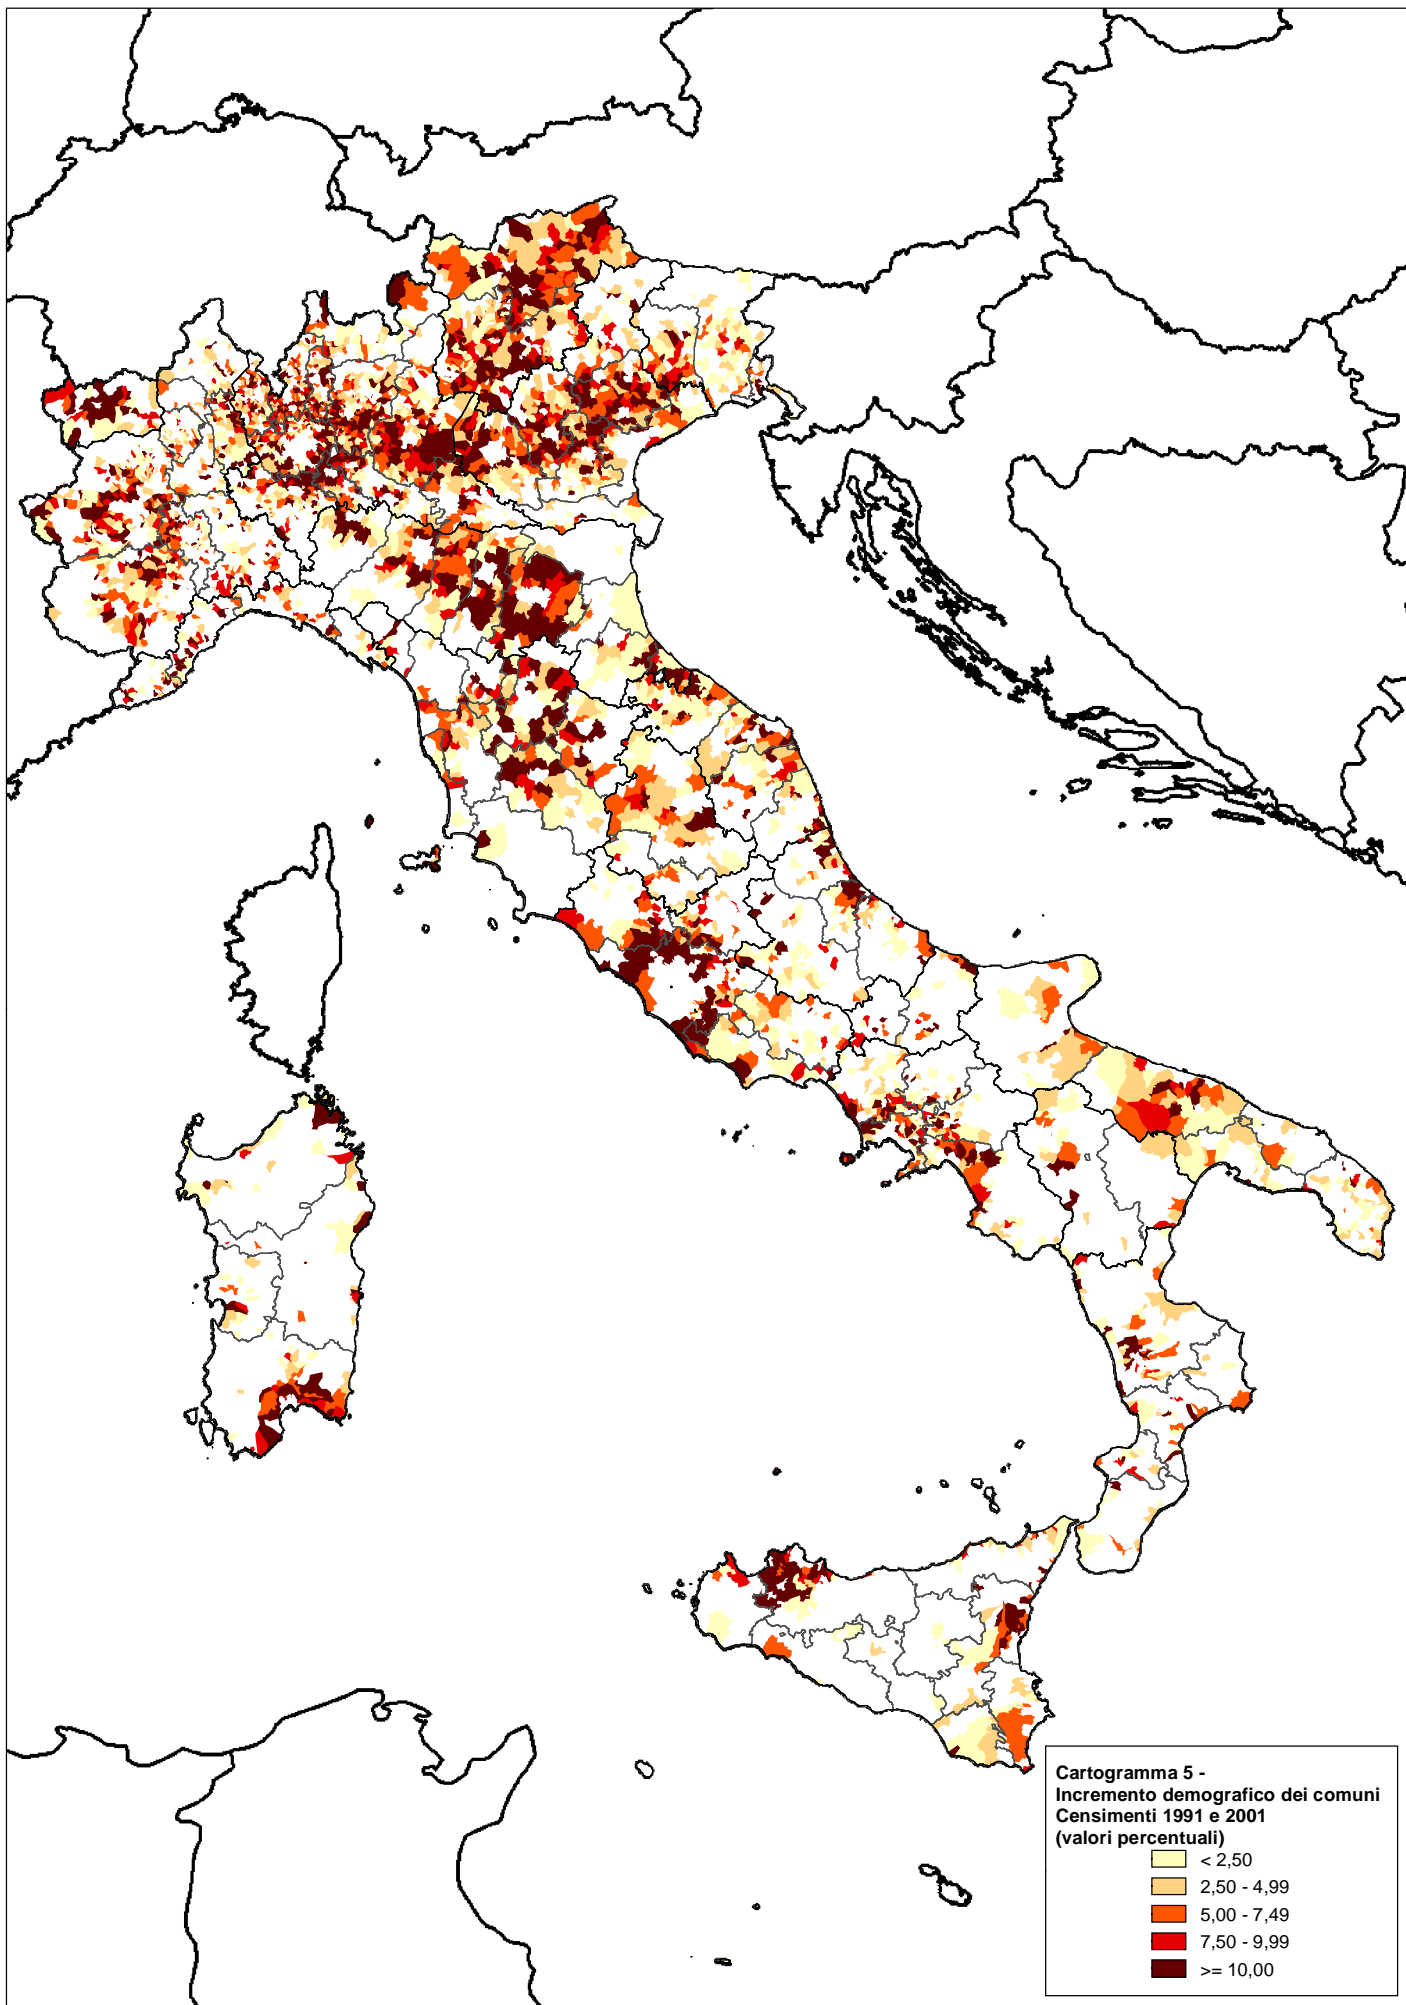 Cartogramma 5 -
Incremento demografico dei comuni
Censimenti 1991 e 2001
(valori percentuali)
< 2,50
2,50 - 4,99
5,00 - 7,49
7,50 - 9,99
>= 10,00